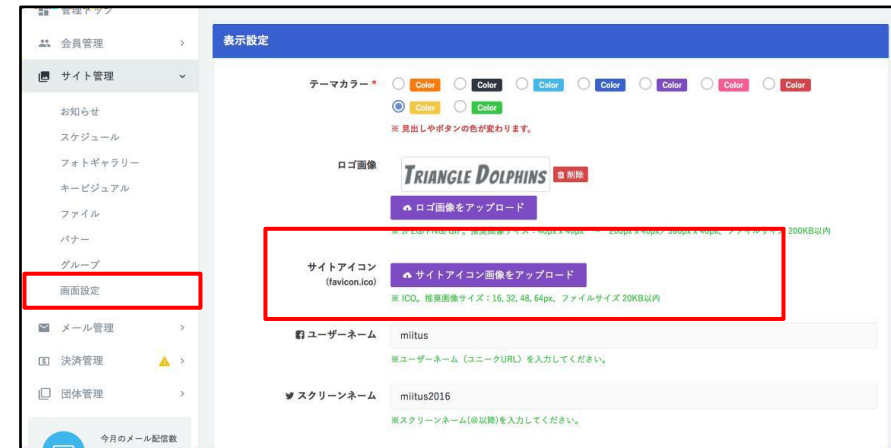 管理トップ
会員管理
サイト管理
お知らせ
スケジュール
フォトギャラリー
キービジュアル
ファイル
バナー
グループ
画面設定
メール管理
決済管理
団体管理
今月のメール配信数
表示設定
テーマカラー *
Color Color Color Color Color Color Color
Color Color
※ 見出しやボタンの色が変わります。
ロゴ画像
TRIANGLE DOLPHINS 削除
ロゴ画像をアップロード
200KB以内
サイトアイコン
(favicon.ico)
サイトアイコン画像をアップロード
※ ICO。推奨画像サイズ：16, 32, 48, 64px、ファイルサイズ 20KB以内
ユーザーネーム miitus
※ユーザーネーム（ユニークURL）を入力してください。
スクリーンネーム miitus2016
※スクリーンネーム(@以降)を入力してください。